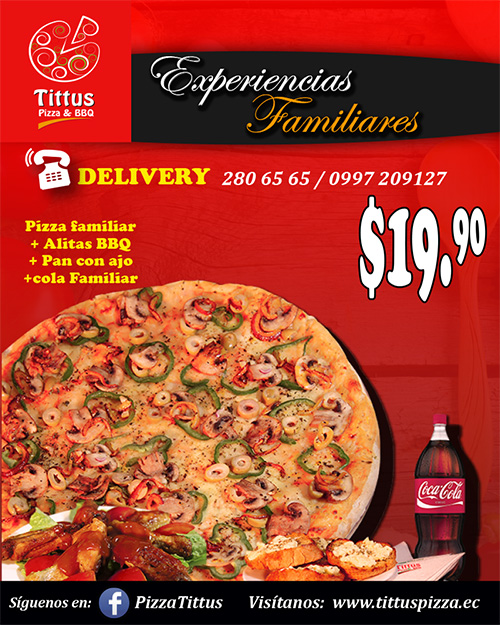 Tittus
Pizza & BBQ
Experiencias
Familiares
DELIVERY 280 65 65 / 0997 209127
Pizza familiar
+ Alitas BBQ
+ Pan con ajo
+cola Familiar
$19.90
Coca-Cola
TITTUS
Síguenos en: f PizzaTittus Visítanos: www.tittuspizza.ec